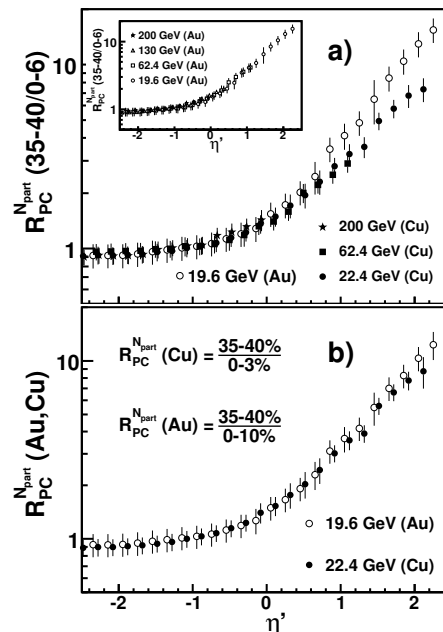 200 GeV (Au)
130 GeV (Au)
62.4 GeV (Au)
19.6 GeV (Au)
R_PC^Npart (35-40/0-6)
10
1
-2 -1 0 1 2
η'
a)
10
1
R_PC^Npart (35-40/0-6)
200 GeV (Cu)
62.4 GeV (Cu)
22.4 GeV (Cu)
19.6 GeV (Au)
b)
R_PC^Npart (Cu) = 35-40%
0-3%
R_PC^Npart (Au) = 35-40%
0-10%
10
1
R_PC^Npart (Au,Cu)
19.6 GeV (Au)
22.4 GeV (Cu)
-2 -1 0 1 2
η'